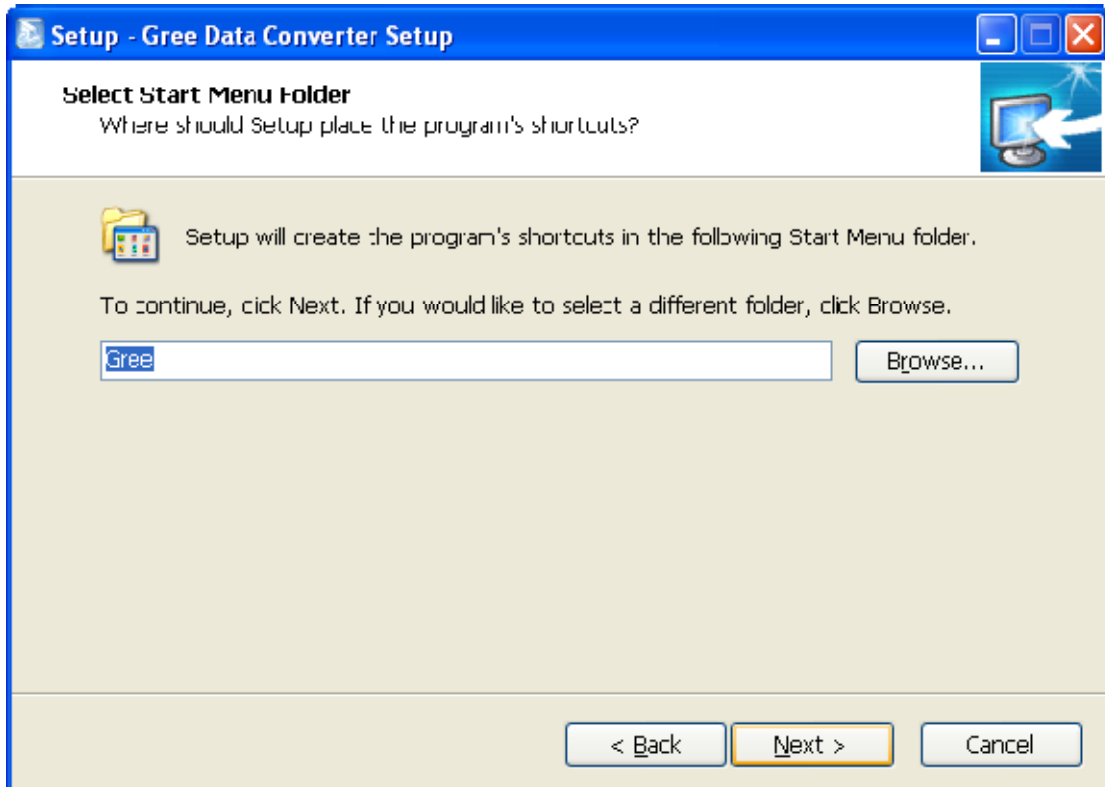 Setup - Gree Data Converter Setup
Select Start Menu Folder
Where should Setup place the program's shortcuts?
Setup will create the program's shortcuts in the following Start Menu folder.
To continue, click Next. If you would like to select a different folder, click Browse.
Gree
Browse...
< Back
Next >
Cancel